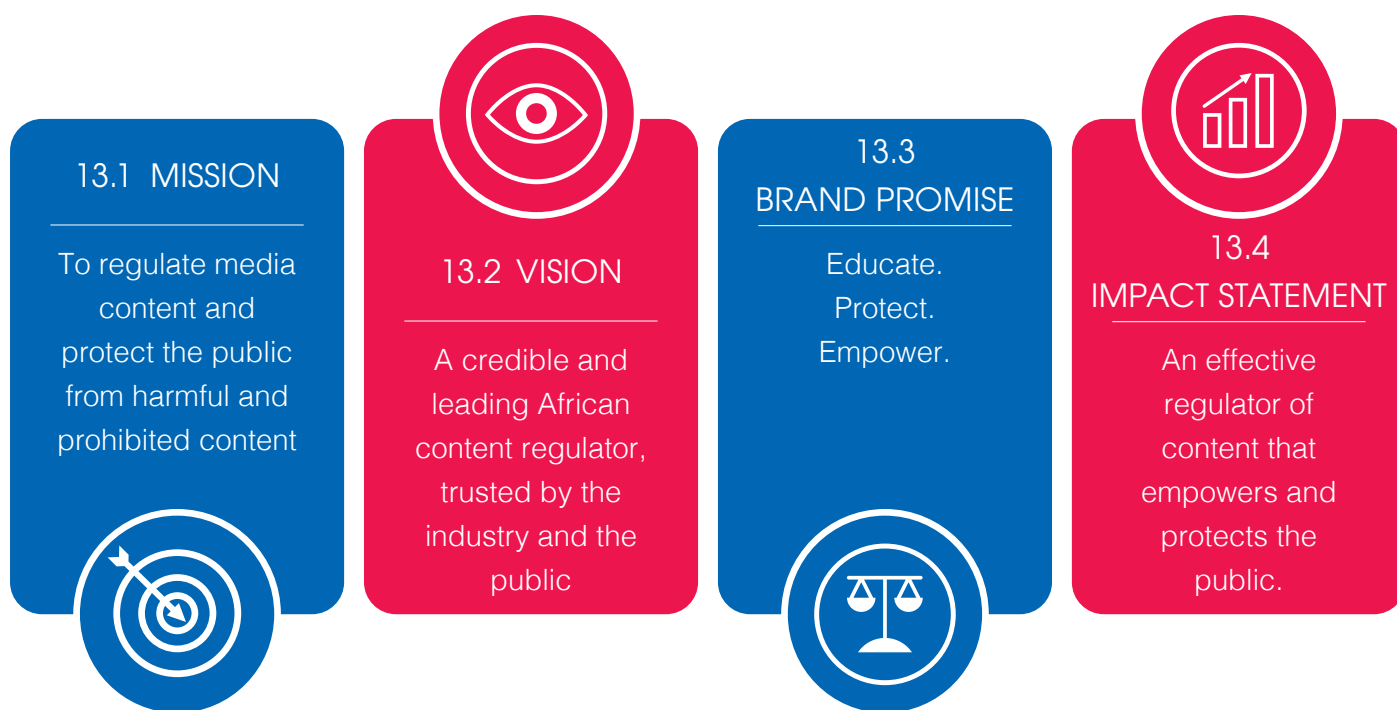 13.1 MISSION
To regulate media
content and
protect the public
from harmful and
prohibited content
13.2 VISION
A credible and
leading African
content regulator,
trusted by the
industry and the
public
13.3
BRAND PROMISE
Educate.
Protect.
Empower.
13.4
IMPACT STATEMENT
An effective
regulator of
content that
empowers and
protects the
public.